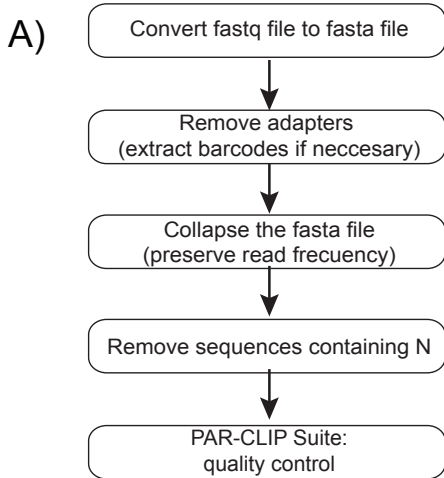 A)
Convert fastq file to fasta file
Remove adapters
(extract barcodes if neccesary)
Collapse the fasta file
(preserve read frecuency)
Remove sequences containing N
PAR-CLIP Suite:
quality control